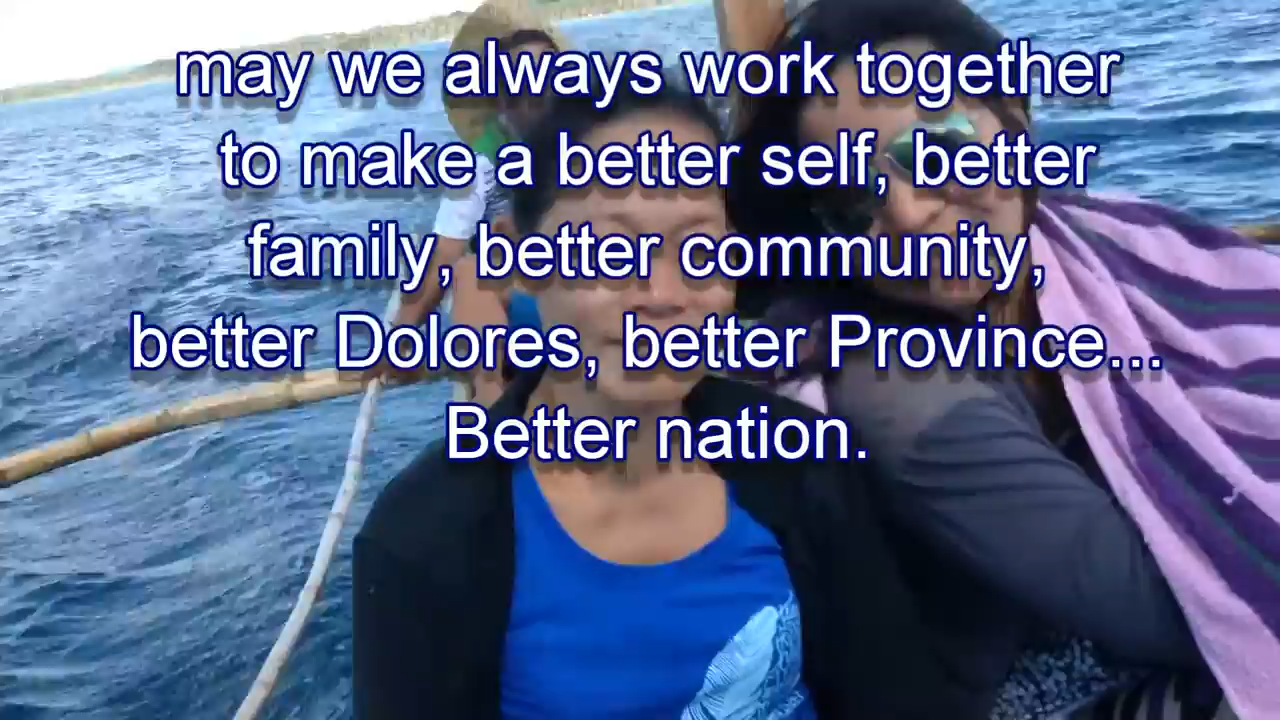 may we always work together
to make a better self, better
family, better community,
better Dolores, better Province...
Better nation.